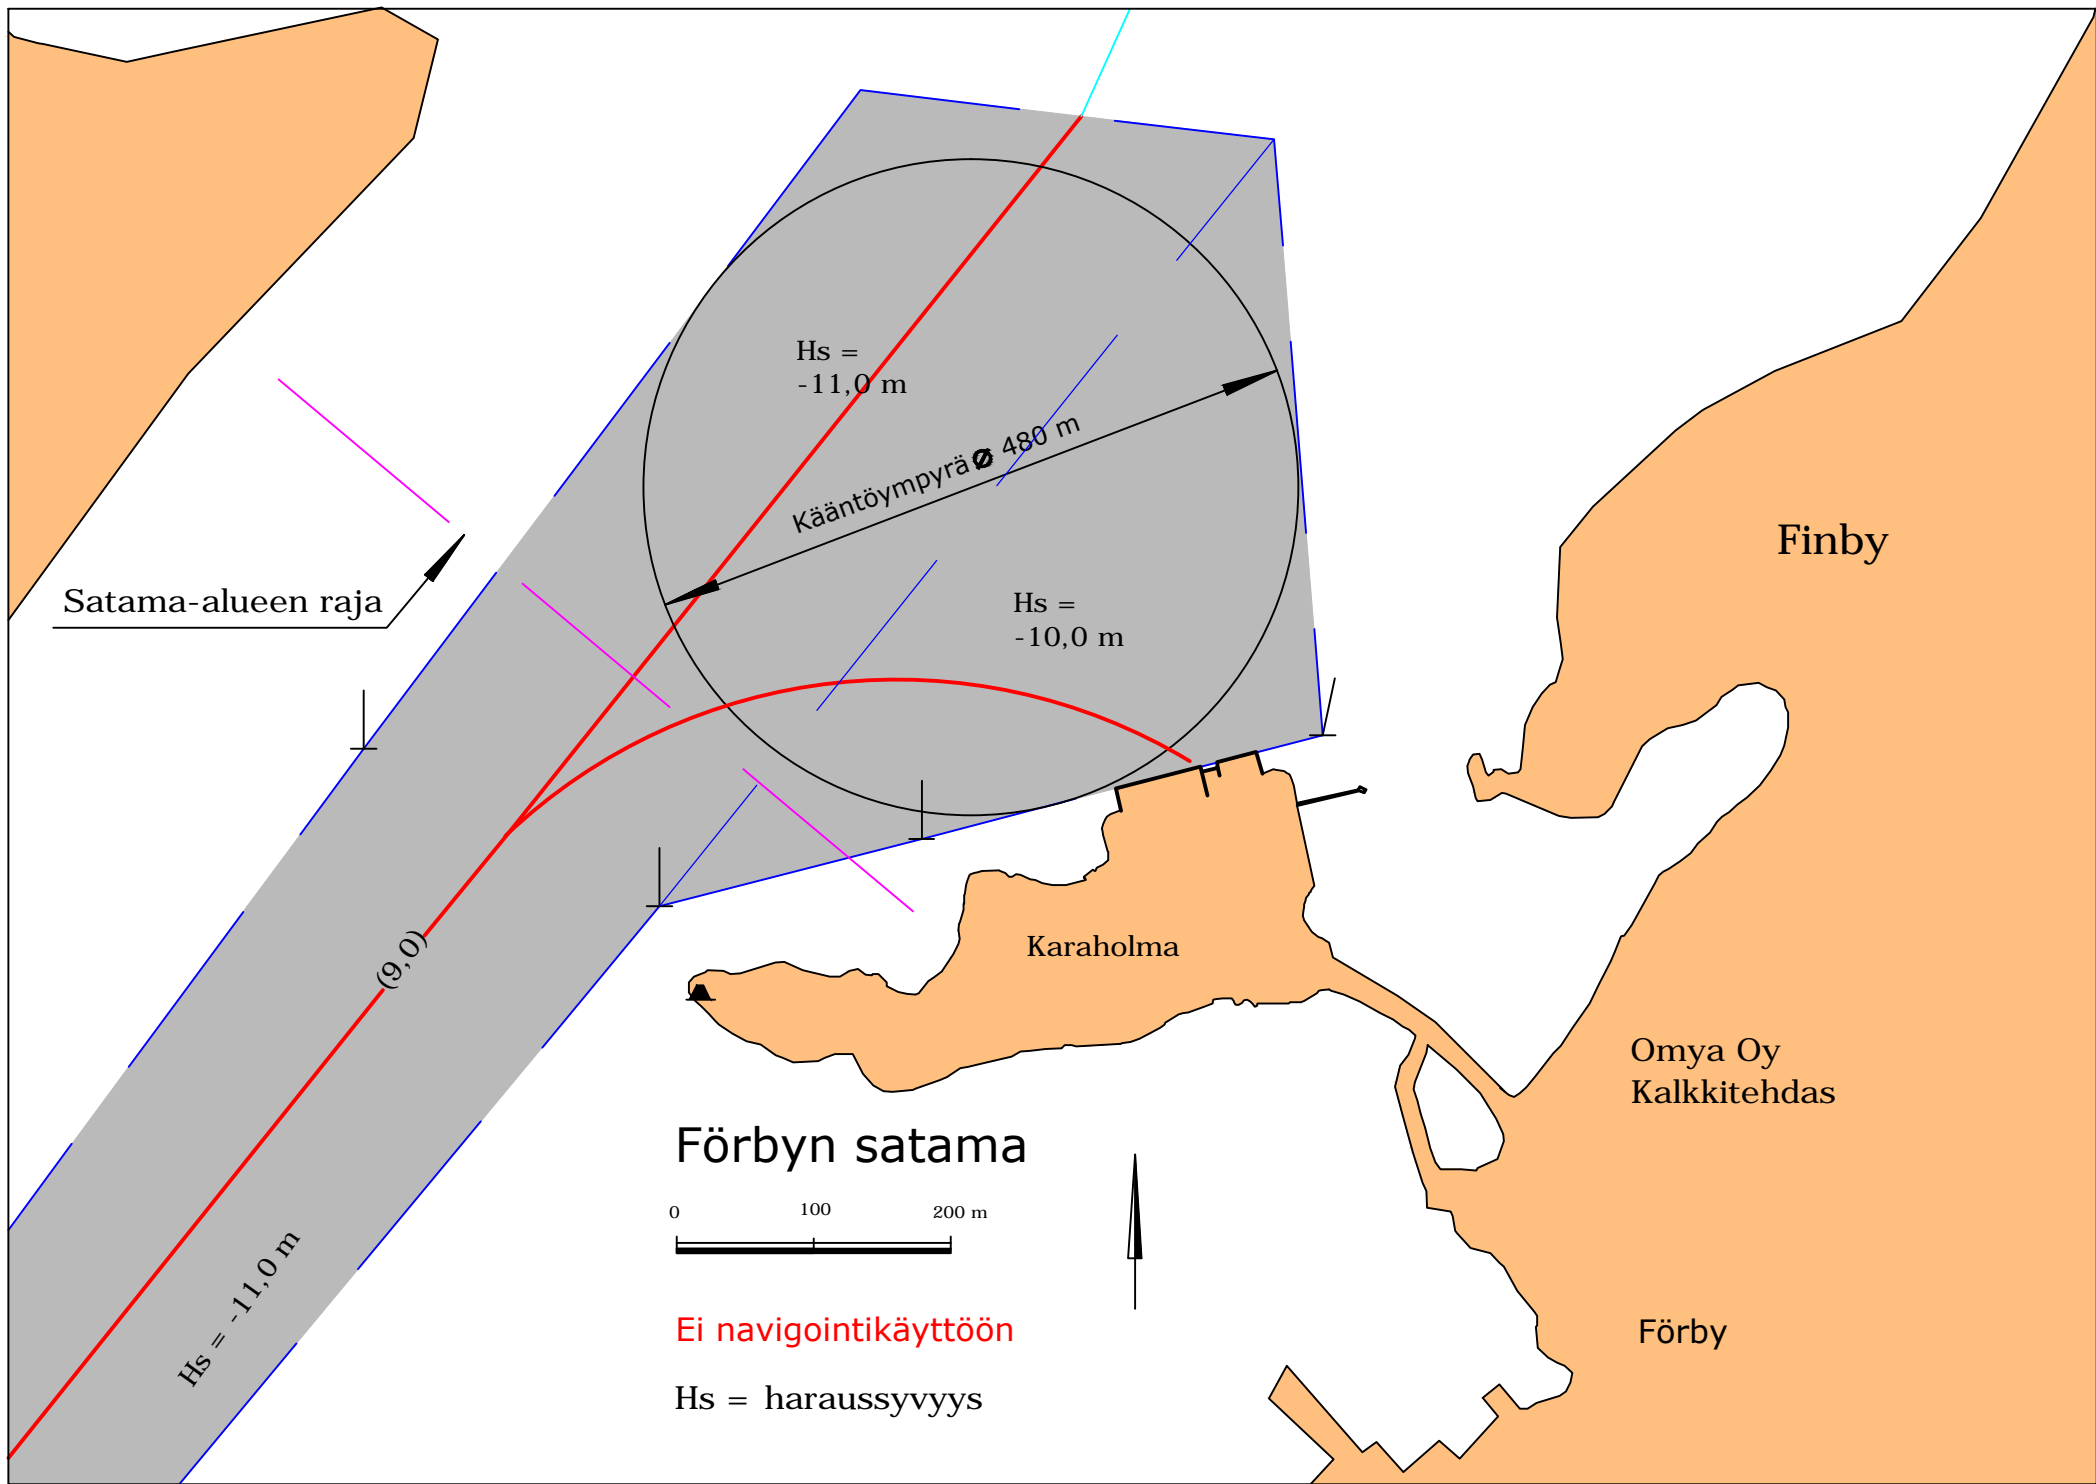 Hs =
-11,0 m
Kääntöympyrä Ø 480 m
Finby
Satama-alueen raja
Hs =
-10,0 m
(9,0)
Karaholma
Omya Oy
Kalkkitehdas
Förbyn satama
0 100 200 m
Hs = -11,0 m
Ei navigointikäyttöön
Förby
Hs = haraussyvyys